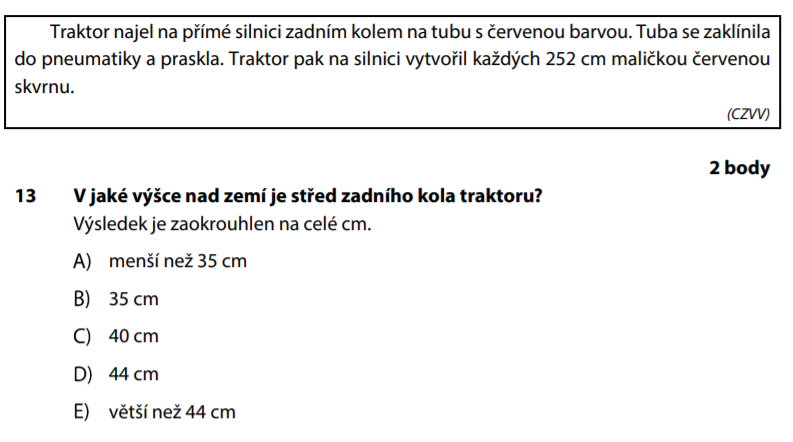 Traktor najel na přímé silnici zadním kolem na tubu s červenou barvou. Tuba se zaklínila
do pneumatiky a praskla. Traktor pak na silnici vytvořil každých 252 cm maličkou červenou
skvrnu.
(CZVV)
2 body
13 V jaké výšce nad zemí je střed zadního kola traktoru?
Výsledek je zaokrouhlen na celé cm.
A) menší než 35 cm
B) 35 cm
C) 40 cm
D) 44 cm
E) větší než 44 cm